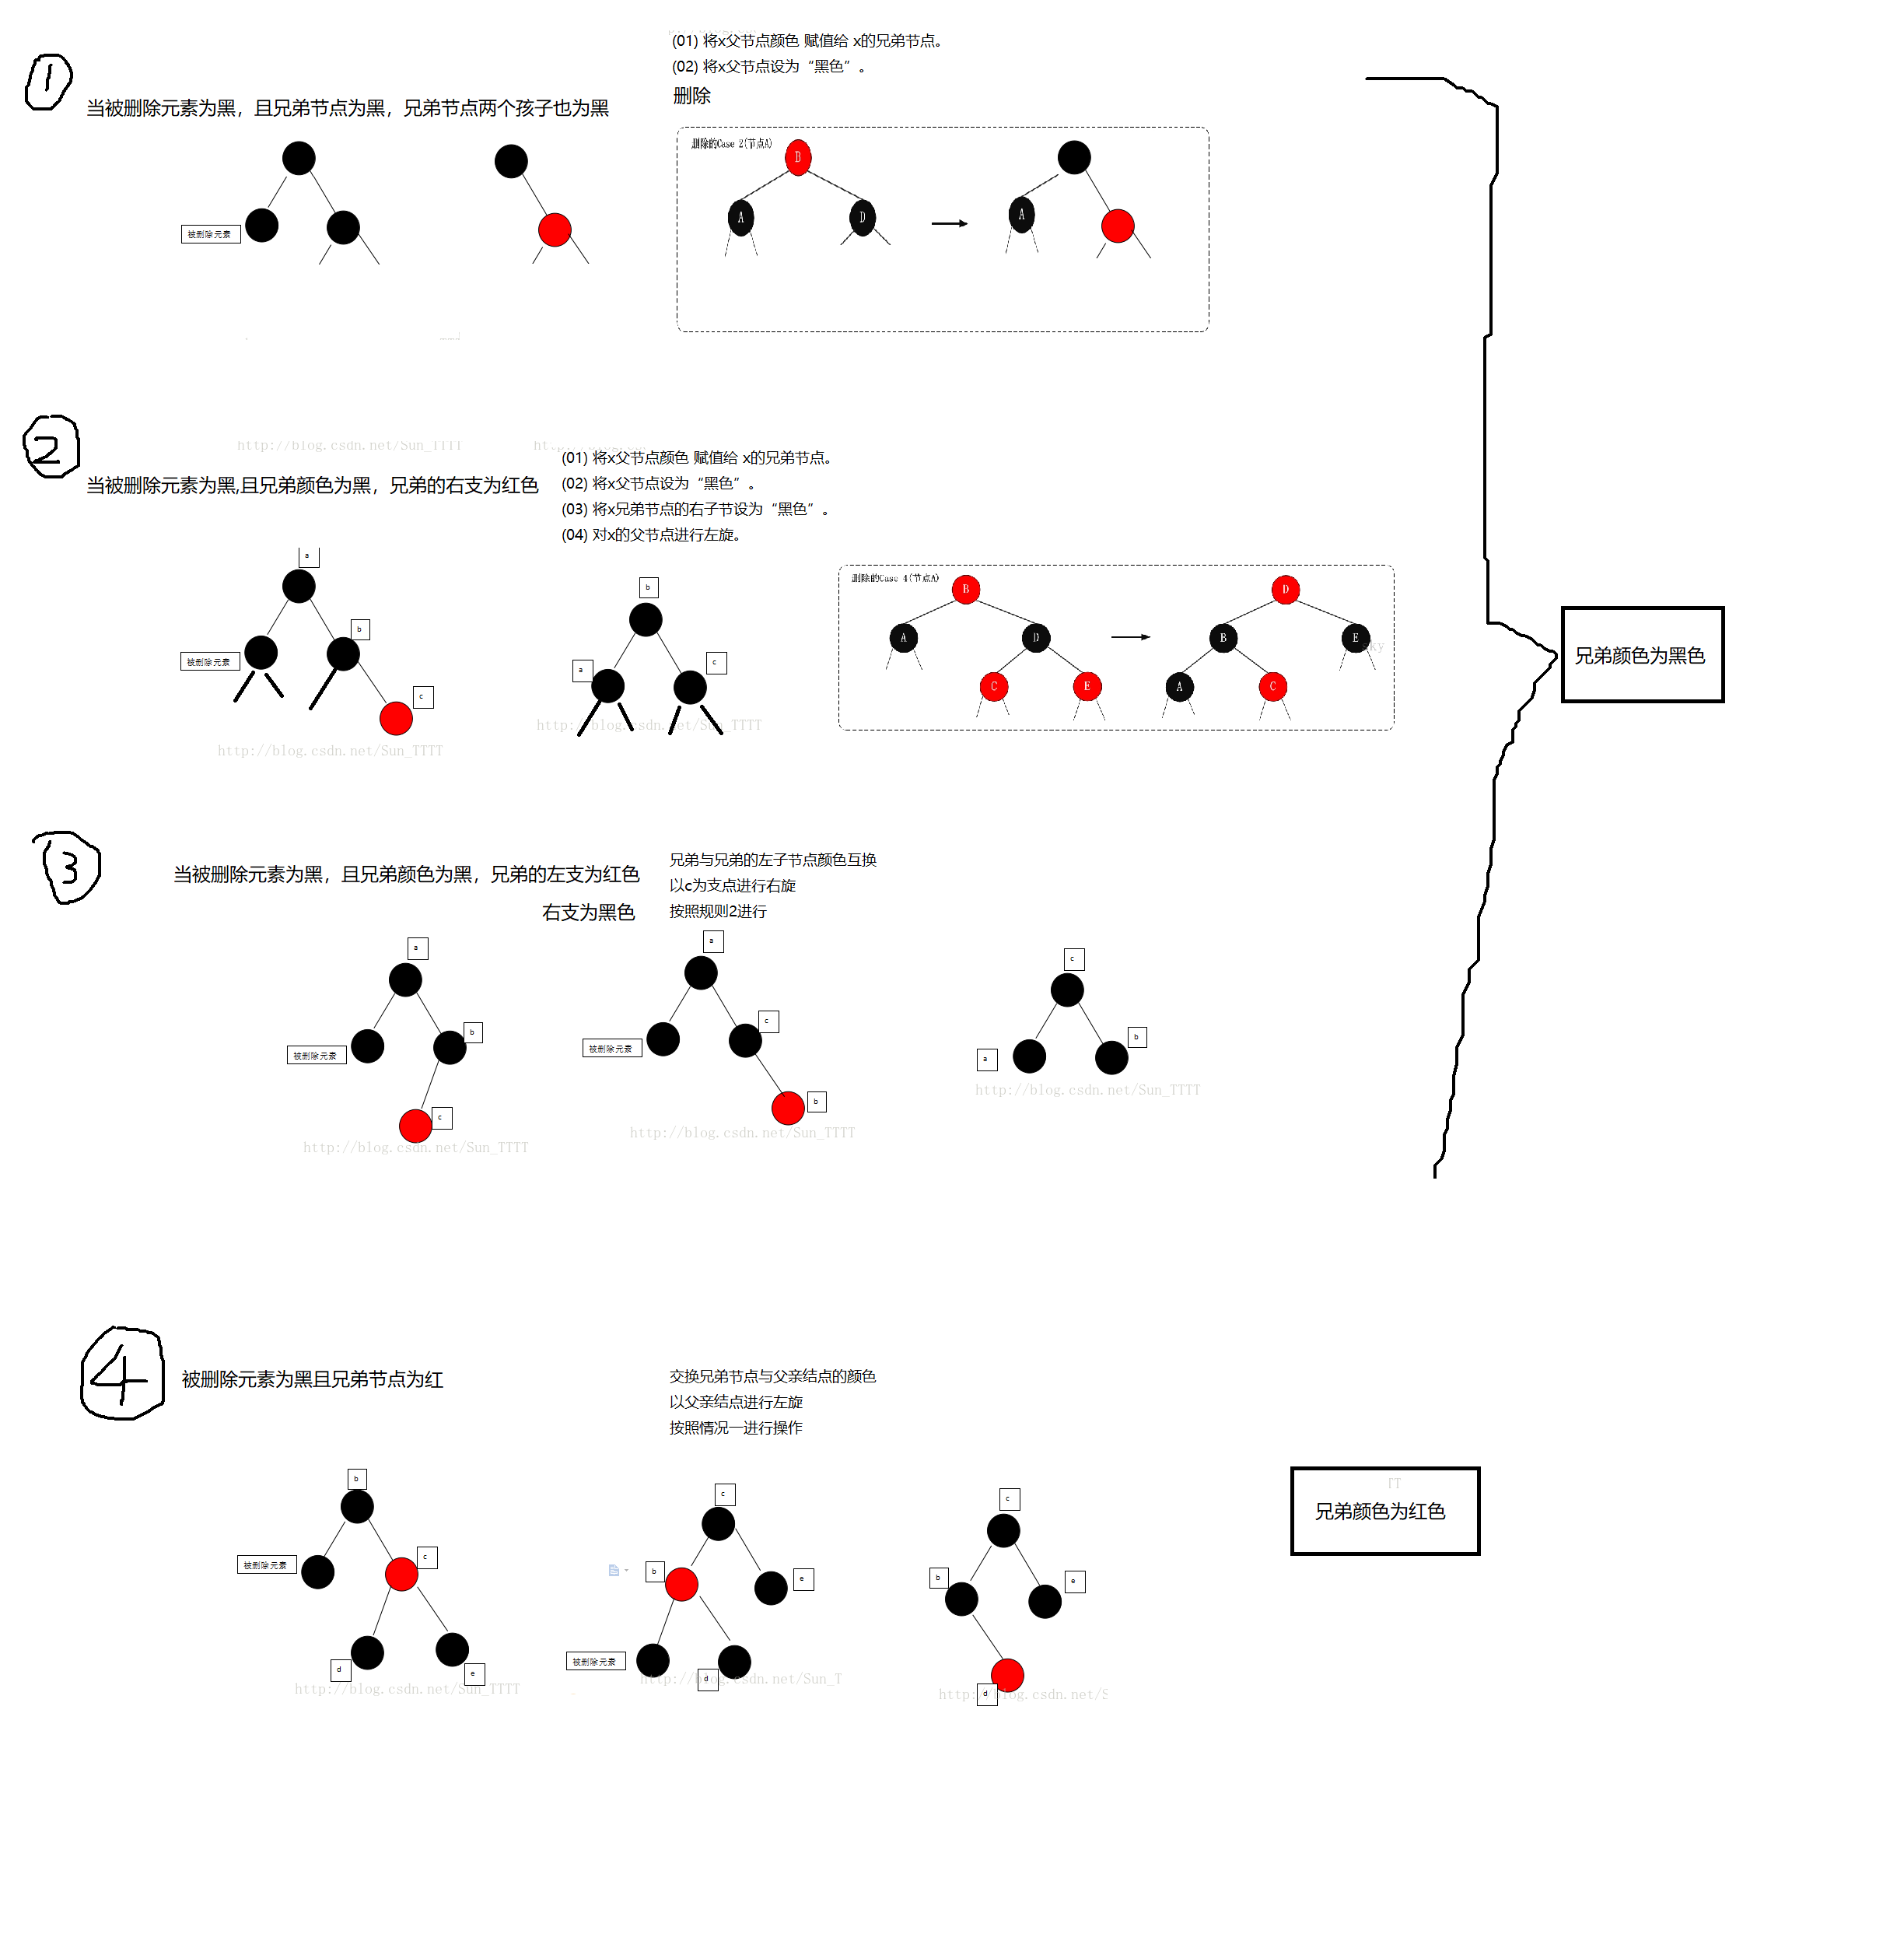 1
(01) 将x父节点颜色 赋值给 x的兄弟节点。
(02) 将x父节点设为“黑色”。
删除
当被删除元素为黑，且兄弟节点为黑，兄弟节点两个孩子也为黑
删除的Case 2(节点A)
B
A
D
A
被删除元素
2
http://blog.csdn.net/Sun_TTTT
当被删除元素为黑,且兄弟颜色为黑，兄弟的右支为红色
(01) 将x父节点颜色 赋值给 x的兄弟节点。
(02) 将x父节点设为“黑色”。
(03) 将x兄弟节点的右子节设为“黑色”。
(04) 对x的父节点进行左旋。
a
b
被删除元素
c
http://blog.csdn.net/Sun_TTTT
b
a
c
http://blog.csdn.net/Sun_TTTT
删除的Case 4(节点A)
B
A
D
C
E
D
B
E
A
C
兄弟颜色为黑色
3
当被删除元素为黑，且兄弟颜色为黑，兄弟的左支为红色
右支为黑色
兄弟与兄弟的左子节点颜色互换
以c为支点进行右旋
按照规则2进行
a
b
被删除元素
c
http://blog.csdn.net/Sun_TTTT
a
c
被删除元素
b
http://blog.csdn.net/Sun_TTTT
c
b
a
http://blog.csdn.net/Sun_TTTT
4
被删除元素为黑且兄弟节点为红
交换兄弟节点与父亲结点的颜色
以父亲结点进行左旋
按照情况一进行操作
b
c
被删除元素
d
e
http://blog.csdn.net/Sun_TTTT
c
b
e
被删除元素
d
http://blog.csdn.net/Sun_T
c
b
e
d
http://blog.csdn.net/S
TT
兄弟颜色为红色